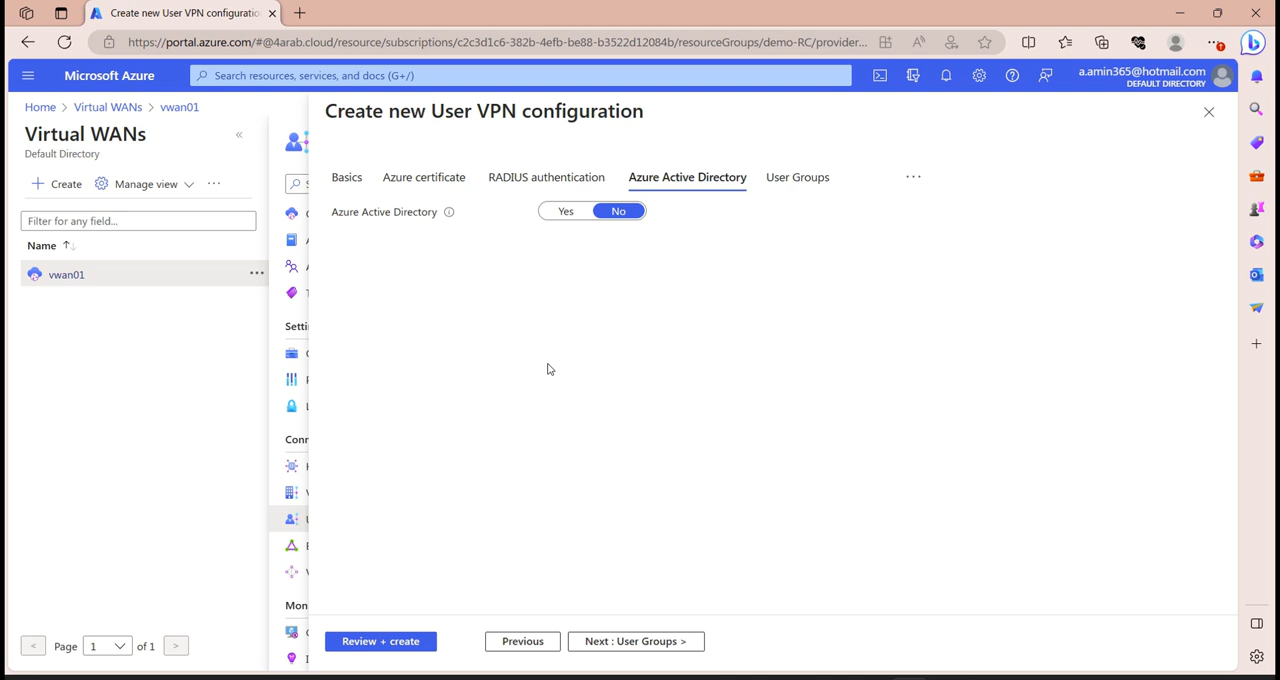 Create new User VPN configuratio
https://portal.azure.com/#@4arab.cloud/resource/subscriptions/c2c3d1c6-382b-4efb-be88-b3522d12084b/resourceGroups/demo-RC/provider...
Microsoft Azure
Search resources, services, and docs (G+/)
a.amin365@hotmail.com
DEFAULT DIRECTORY
Home > Virtual WANs > vwan01
Virtual WANs
Default Directory
Create
Manage view
Filter for any field...
Name
vwan01
Page 1 of 1
Setti
Conn
Mon
Create new User VPN configuration
Basics
Azure certificate
RADIUS authentication
Azure Active Directory
User Groups
Azure Active Directory
Yes
No
Review + create
Previous
Next : User Groups >